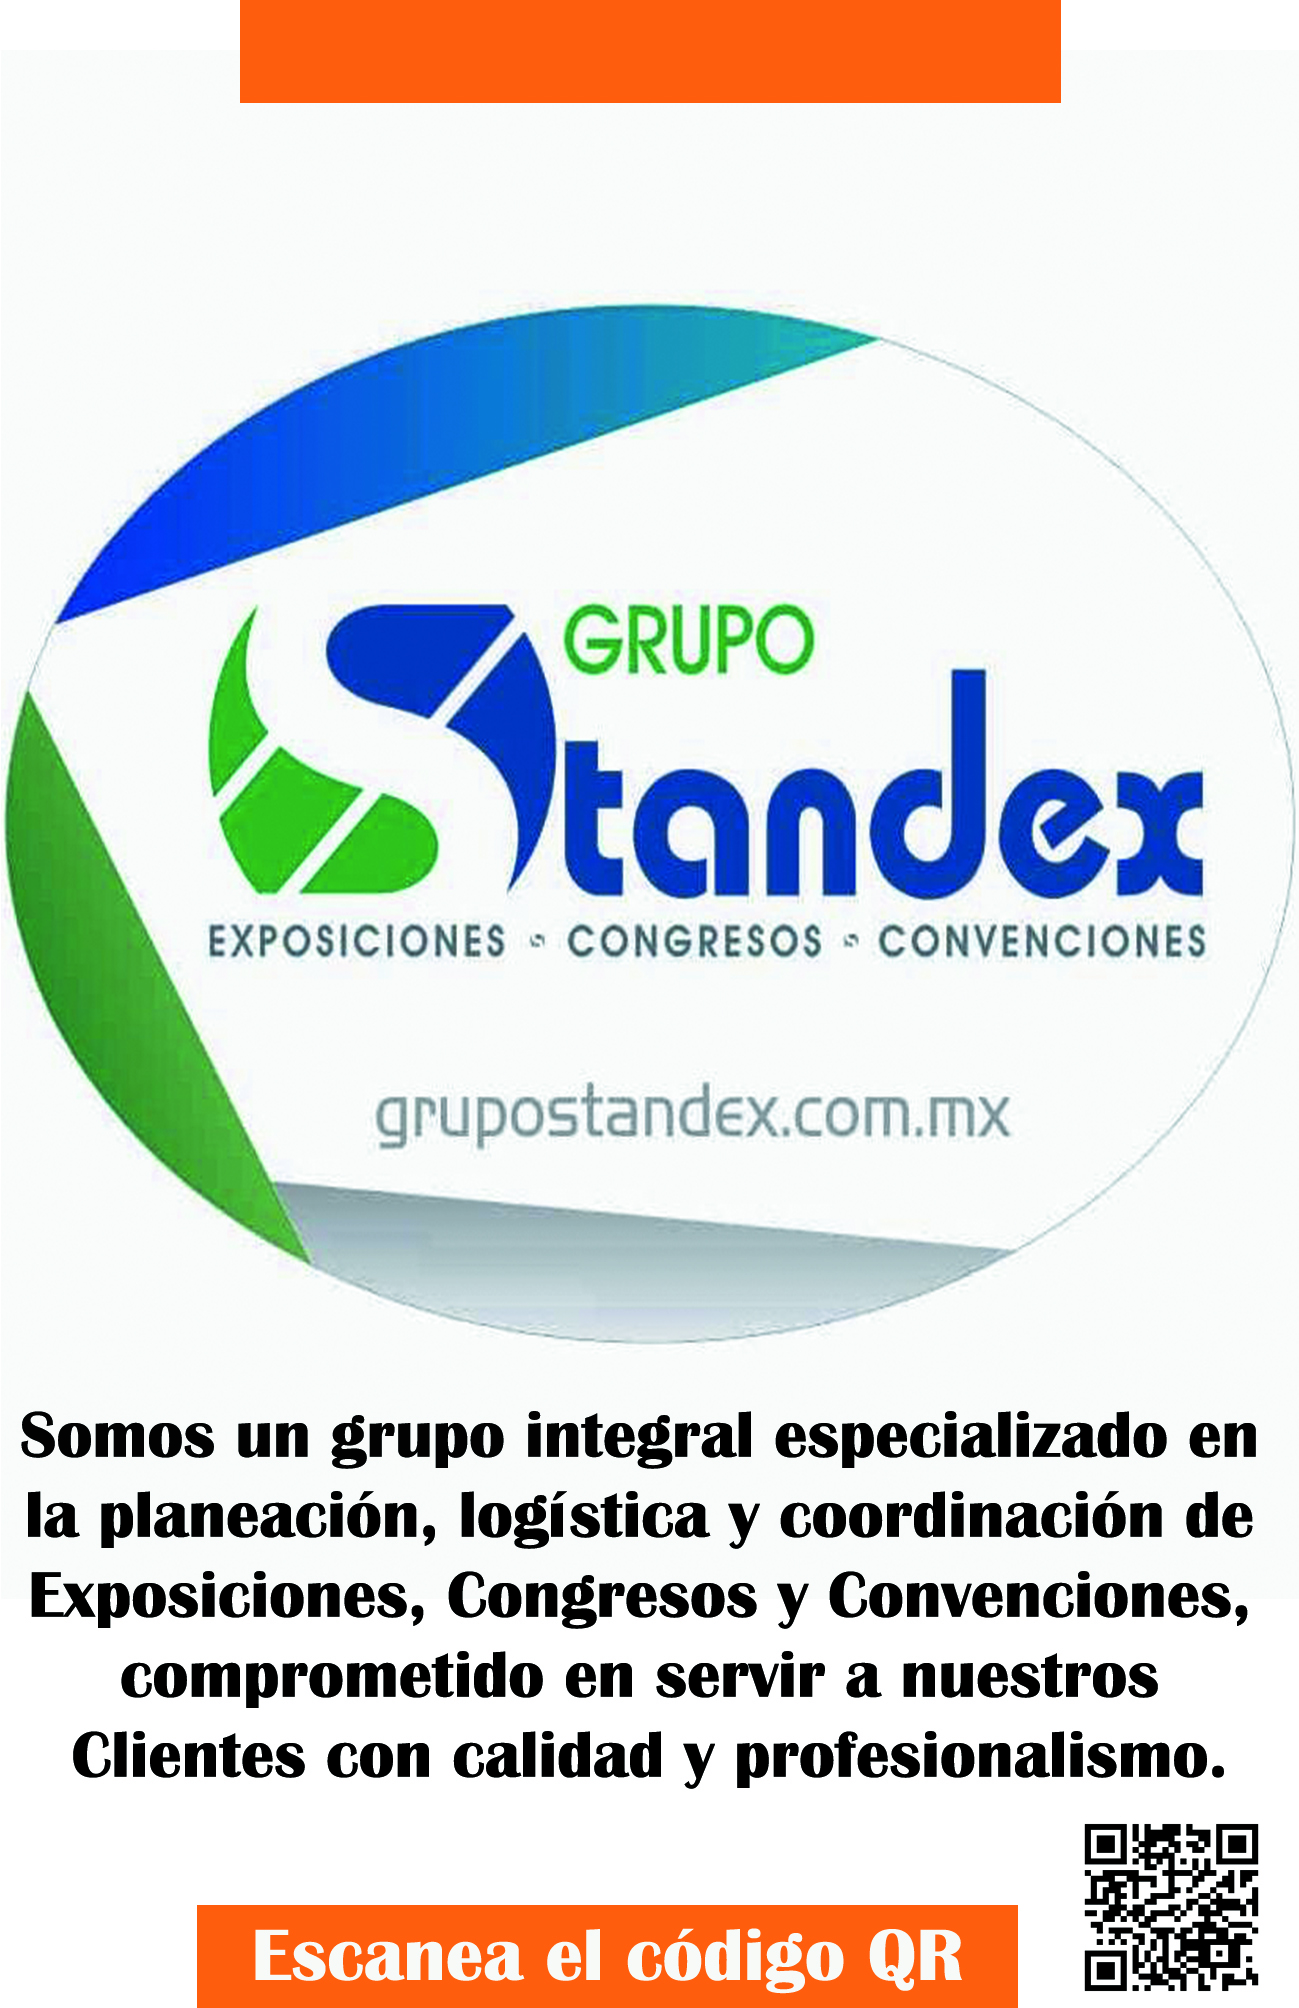 GRUPO
Standex
EXPOSICIONES - CONGRESOS - CONVENCIONES
grupostandex.com.mx
Somos un grupo integral especializado en
la planeación, logística y coordinación de
Exposiciones, Congresos y Convenciones,
comprometido en servir a nuestros
Clientes con calidad y profesionalismo.
Escanea el código QR